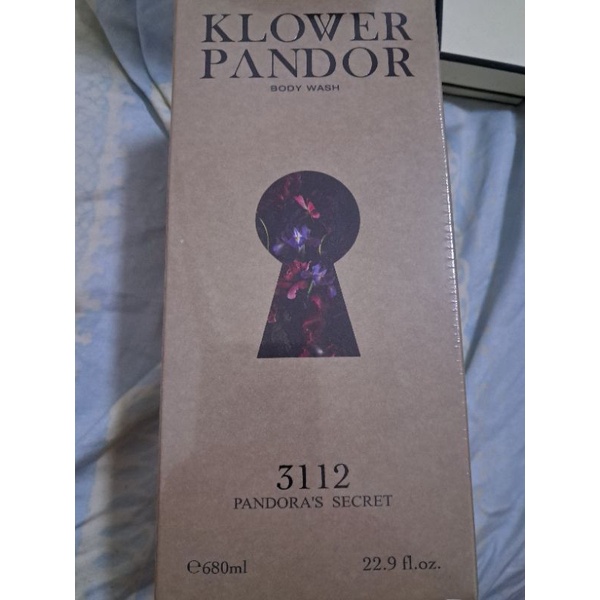 KLOWER
PANDOR
BODY WASH
3112
PANDORA'S SECRET
℮680ml
22.9 fl.oz.